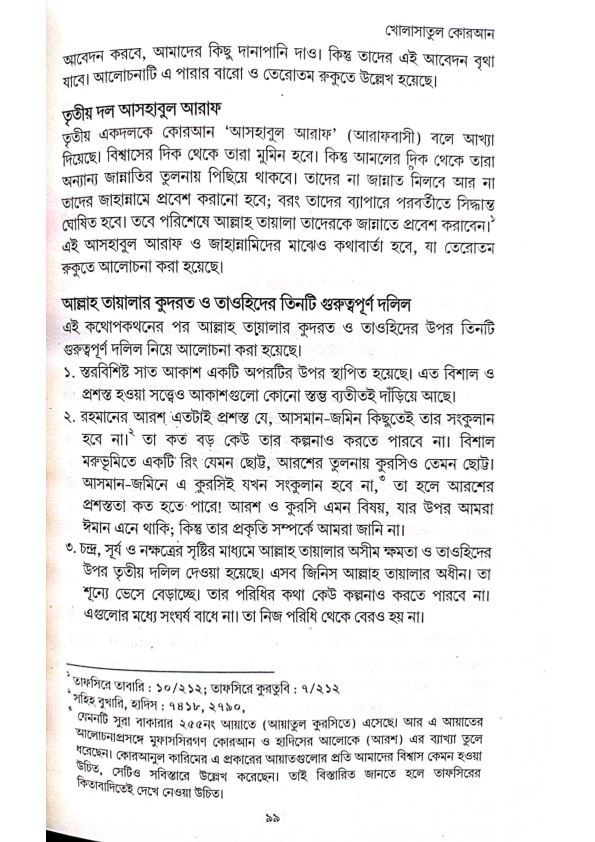 খোলাসাতুল কোরআন
আবেদন করবে, আমাদের কিছু দানাপানি দাও। কিন্তু তাদের এই আবেদন বৃথা
যাবে। আলোচনাটি এ পারার বারো ও তেরোতম রুকুতে উল্লেখ হয়েছে।
তৃতীয় দল আসহাবুল আরাফ
তৃতীয় একদলকে কোরআন ‘আসহাবুল আরাফ’ (আরাফবাসী) বলে আখ্যা
দিয়েছে। বিশ্বাসের দিক থেকে তারা মুমিন হবে। কিন্তু আমলের দিক থেকে তারা
অন্যান্য জান্নাতির তুলনায় পিছিয়ে থাকবে। তাদের না জান্নাত মিলবে আর না
তাদের জাহান্নামে প্রবেশ করানো হবে; বরং তাদের ব্যাপারে পরবর্তীতে সিদ্ধান্ত
ঘোষিত হবে। তবে পরিশেষে আল্লাহ তায়ালা তাদেরকে জান্নাতে প্রবেশ করাবেন।১
এই আসহাবুল আরাফ ও জাহান্নামিদের মাঝেও কথাবার্তা হবে, যা তেরোতম
রুকুতে আলোচনা করা হয়েছে।
আল্লাহ তায়ালার কুদরত ও তাওহিদের তিনটি গুরুত্বপূর্ণ দলিল
এই কথোপকথনের পর আল্লাহ তায়ালার কুদরত ও তাওহিদের উপর তিনটি
গুরুত্বপূর্ণ দলিল নিয়ে আলোচনা করা হয়েছে।
১. স্তরবিশিষ্ট সাত আকাশ একটি অপরটির উপর স্থাপিত হয়েছে। এত বিশাল ও
প্রশস্ত হওয়া সত্ত্বেও আকাশগুলো কোনো স্তম্ভ ব্যতীতই দাঁড়িয়ে আছে।
২. রহমানের আরশ এতটাই প্রশস্ত যে, আসমান-জমিন কিছুতেই তার সংকুলান
হবে না।২ তা কত বড় কেউ তার কল্পনাও করতে পারবে না। বিশাল
মরুভূমিতে একটি রিং যেমন ছোট্ট, আরশের তুলনায় কুরসিও তেমন ছোট্ট।
আসমান-জমিনে এ কুরসিই যখন সংকুলান হবে না,৩ তা হলে আরশের
প্রশস্ততা কত হতে পারে! আরশ ও কুরসি এমন বিষয়, যার উপর আমরা
ঈমান এনে থাকি; কিন্তু তার প্রকৃতি সম্পর্কে আমরা জানি না।
৩. চন্দ্র, সূর্য ও নক্ষত্রের সৃষ্টির মাধ্যমে আল্লাহ তায়ালার অসীম ক্ষমতা ও তাওহিদের
উপর তৃতীয় দলিল দেওয়া হয়েছে। এসব জিনিস আল্লাহ তায়ালার অধীন। তা
শূন্যে ভেসে বেড়াচ্ছে। তার পরিধির কথা কেউ কল্পনাও করতে পারবে না।
এগুলোর মধ্যে সংঘর্ষ বাধে না। তা নিজ পরিধি থেকে বেরও হয় না।
১ তাফসিরে তাবারি : ১০/২১২; তাফসিরে কুরতুবি : ৭/২১২
২ সহিহ বুখারি, হাদিস : ৭৪১৮, ২৭৯০,
৩ যেমনটি সুরা বাকারার ২৫৫নং আয়াতে (আয়াতুল কুরসিতে) এসেছে। আর এ আয়াতের
আলোচনাপ্রসঙ্গে মুফাসসিরগণ কোরআন ও হাদিসের আলোকে (আরশ) এর ব্যাখ্যা তুলে
ধরেছেন। কোরআনুল কারিমের এ প্রকারের আয়াতগুলোর প্রতি আমাদের বিশ্বাস কেমন হওয়া
উচিত, সেটিও সবিস্তারে উল্লেখ করেছেন। তাই বিস্তারিত জানতে হলে তাফসিরের
কিতাবাদিতেই দেখে নেওয়া উচিত।
৯৯